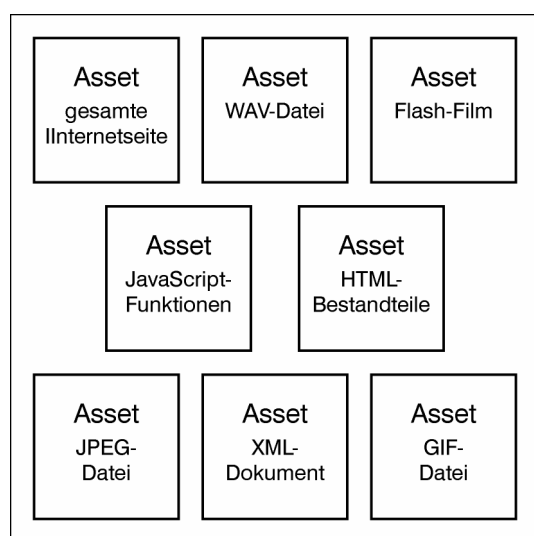 Asset
gesamte
IInternetseite
Asset
WAV-Datei
Asset
Flash-Film
Asset
JavaScript-
Funktionen
Asset
HTML-
Bestandteile
Asset
JPEG-
Datei
Asset
XML-
Dokument
Asset
GIF-
Datei